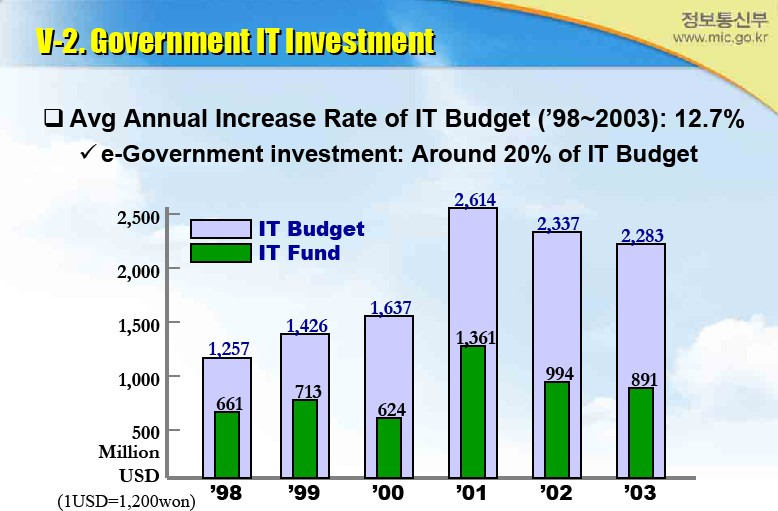 정보통신부
www.mic.go.kr
V-2. Government IT Investment
❑ Avg Annual Increase Rate of IT Budget (’98~2003): 12.7%
✓ e-Government investment: Around 20% of IT Budget
2,500
2,000
1,500
1,000
500
Million
USD
(1USD=1,200won)
IT Budget
IT Fund
1,257
661
1,426
713
1,637
624
2,614
1,361
2,337
994
2,283
891
’98 ’99 ’00 ’01 ’02 ’03